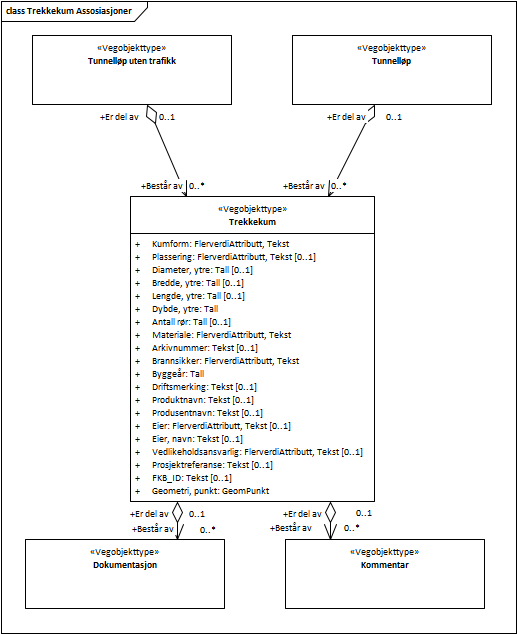 class Trekkekum Assosiasjoner
«Vegobjekttype»
Tunnelløp uten trafikk
«Vegobjekttype»
Tunnelløp
+Er del av 0..1
+Er del av 0..1
+Består av 0..*
+Består av 0..*
«Vegobjekttype»
Trekkekum
+ Kumform: FlerverdiAttributt, Tekst
+ Plassering: FlerverdiAttributt, Tekst [0..1]
+ Diameter, ytre: Tall [0..1]
+ Bredde, ytre: Tall [0..1]
+ Lengde, ytre: Tall [0..1]
+ Dybde, ytre: Tall
+ Antall rør: Tall [0..1]
+ Materiale: FlerverdiAttributt, Tekst
+ Arkivnummer: Tekst [0..1]
+ Brannsikker: FlerverdiAttributt, Tekst
+ Byggeår: Tall
+ Driftsmerking: Tekst [0..1]
+ Produktnavn: Tekst [0..1]
+ Produsentnavn: Tekst [0..1]
+ Eier: FlerverdiAttributt, Tekst [0..1]
+ Eier, navn: Tekst [0..1]
+ Vedlikeholdsansvarlig: FlerverdiAttributt, Tekst [0..1]
+ Prosjektreferanse: Tekst [0..1]
+ FKB_ID: Tekst [0..1]
+ Geometri, punkt: GeomPunkt
+Er del av 0..1
+Er del av 0..1
+Består av 0..*
+Består av 0..*
«Vegobjekttype»
Dokumentasjon
«Vegobjekttype»
Kommentar